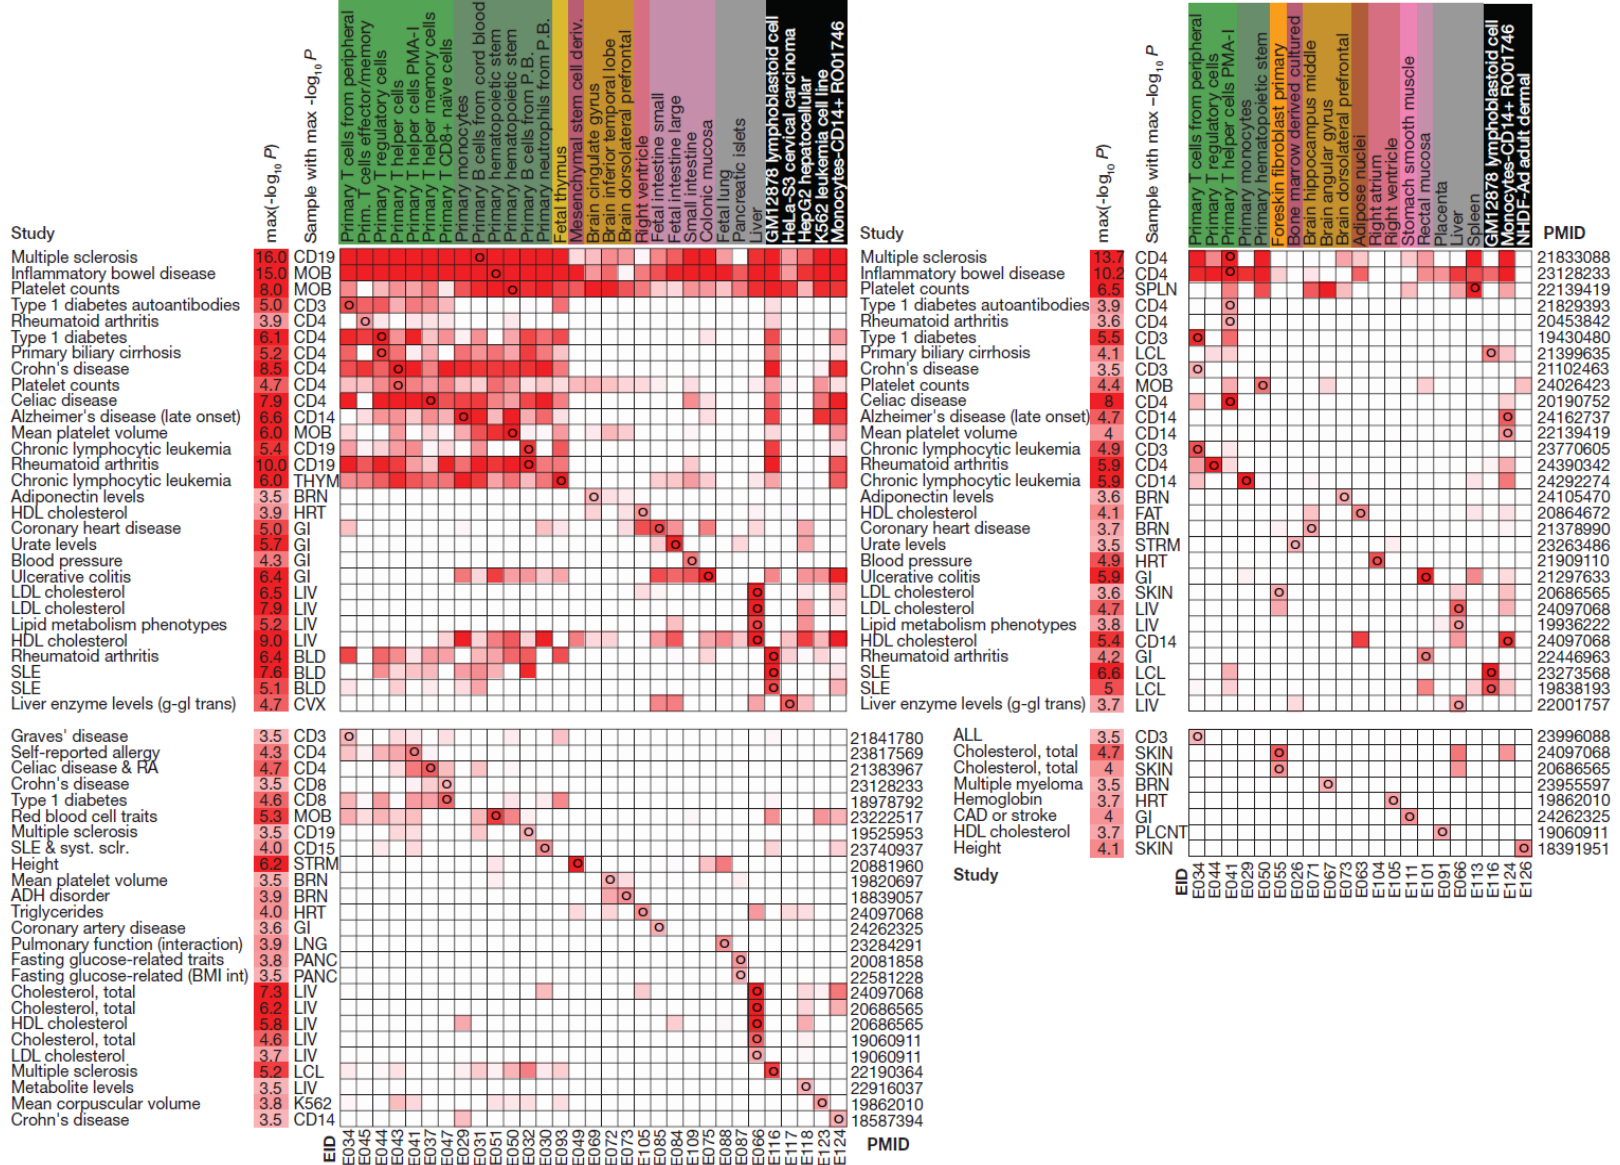 max(-log10 P)
Sample with max -log10 P
Primary T cells from peripheral
Prim. T cells effector/memory
Primary T regulatory cells
Primary T helper cells
Primary T helper cells PMA-I
Primary T helper memory cells
Primary T CD8+ naïve cells
Primary monocytes
Primary B cells from cord blood
Primary hematopoietic stem
Primary hematopoietic stem
Primary B cells from P.B.
Primary neutrophils from P.B.
Fetal thymus
Mesenchymal stem cell deriv.
Brain cingulate gyrus
Brain inferior temporal lobe
Brain dorsolateral prefrontal
Right ventricle
Fetal intestine small
Fetal intestine large
Small intestine
Colonic mucosa
Fetal lung
Pancreatic islets
Liver
GM12878 lymphoblastoid cell
HeLa-S3 cervical carcinoma
HepG2 hepatocellular
K562 leukemia cell line
Monocytes-CD14+ RO01746
Study
Multiple sclerosis 16.0 CD19
Inflammatory bowel disease 15.0 MOB
Platelet counts 8.0 MOB
Type 1 diabetes autoantibodies 5.0 CD3
Rheumatoid arthritis 3.9 CD4
Type 1 diabetes 6.1 CD4
Primary biliary cirrhosis 5.2 CD4
Crohn's disease 8.5 CD4
Platelet counts 4.7 CD4
Celiac disease 7.9 CD4
Alzheimer's disease (late onset) 6.6 CD14
Mean platelet volume 6.0 MOB
Chronic lymphocytic leukemia 5.4 CD19
Rheumatoid arthritis 10.0 CD19
Chronic lymphocytic leukemia 6.0 THYM
Adiponectin levels 3.5 BRN
HDL cholesterol 3.9 HRT
Coronary heart disease 5.0 GI
Urate levels 5.7 GI
Blood pressure 4.3 GI
Ulcerative colitis 6.4 GI
LDL cholesterol 6.5 LIV
LDL cholesterol 7.9 LIV
Lipid metabolism phenotypes 5.2 LIV
HDL cholesterol 9.0 LIV
Rheumatoid arthritis 6.4 BLD
SLE 7.6 BLD
SLE 5.1 BLD
Liver enzyme levels (g-gl trans) 4.7 CVX
Graves' disease 3.5 CD3 21841780
Self-reported allergy 4.3 CD4 23817569
Celiac disease & RA 4.7 CD4 21383967
Crohn's disease 3.5 CD8 23128233
Type 1 diabetes 4.6 CD8 18978792
Red blood cell traits 5.3 MOB 23222517
Multiple sclerosis 3.5 CD19 19525953
SLE & syst. sclr. 4.0 CD15 23740937
Height 6.2 STRM 20881960
Mean platelet volume 3.5 BRN 19820697
ADH disorder 3.9 BRN 18839057
Triglycerides 4.0 HRT 24097068
Coronary artery disease 3.6 GI 24262325
Pulmonary function (interaction) 3.9 LNG 23284291
Fasting glucose-related traits 3.8 PANC 20081858
Fasting glucose-related (BMI int) 3.5 PANC 22581228
Cholesterol, total 7.3 LIV 24097068
Cholesterol, total 6.2 LIV 20686565
HDL cholesterol 5.8 LIV 20686565
Cholesterol, total 4.6 LIV 19060911
LDL cholesterol 3.7 LIV 19060911
Multiple sclerosis 5.2 LCL 22190364
Metabolite levels 3.5 LIV 22916037
Mean corpuscular volume 3.8 K562 19862010
Crohn's disease 3.5 CD14 18587394
EID E034 E045 E044 E043 E041 E037 E047 E029 E031 E051 E050 E032 E030 E093 E049 E069 E072 E073 E105 E085 E084 E109 E075 E088 E087 E066 E116 E117 E118 E123 E124 PMID
max(-log10 P)
Sample with max -log10 P
Primary T cells from peripheral
Primary T regulatory cells
Primary T helper cells PMA-I
Primary monocytes
Primary hematopoietic stem
Foreskin fibroblast primary
Bone marrow derived cultured
Brain hippocampus middle
Brain angular gyrus
Brain dorsolateral prefrontal
Adipose nuclei
Right atrium
Right ventricle
Stomach smooth muscle
Rectal mucosa
Placenta
Liver
Spleen
GM12878 lymphoblastoid cell
Monocytes-CD14+ RO01746
NHDF-Ad adult dermal
Study PMID
Multiple sclerosis 13.7 CD4 21833088
Inflammatory bowel disease 10.2 CD4 23128233
Platelet counts 6.5 SPLN 22139419
Type 1 diabetes autoantibodies 3.9 CD4 21829393
Rheumatoid arthritis 3.6 CD4 20453842
Type 1 diabetes 5.5 CD3 19430480
Primary biliary cirrhosis 4.1 LCL 21399635
Crohn's disease 3.5 CD3 21102463
Platelet counts 4.4 MOB 24026423
Celiac disease 8 CD4 20190752
Alzheimer's disease (late onset) 4.7 CD14 24162737
Mean platelet volume 4 CD14 22139419
Chronic lymphocytic leukemia 4.9 CD3 23770605
Rheumatoid arthritis 5.9 CD4 24390342
Chronic lymphocytic leukemia 5.9 CD14 24292274
Adiponectin levels 3.6 BRN 24105470
HDL cholesterol 4.1 FAT 20864672
Coronary heart disease 3.7 BRN 21378990
Urate levels 3.5 STRM 23263486
Blood pressure 4.9 HRT 21909110
Ulcerative colitis 5.9 GI 21297633
LDL cholesterol 3.6 SKIN 20686565
LDL cholesterol 4.7 LIV 24097068
Lipid metabolism phenotypes 3.8 LIV 19936222
HDL cholesterol 5.4 CD14 24097068
Rheumatoid arthritis 4.2 GI 22446963
SLE 6.6 LCL 23273568
SLE 5 LCL 19838193
Liver enzyme levels (g-gl trans) 3.7 LIV 22001757
ALL 3.5 CD3 23996088
Cholesterol, total 4.7 SKIN 24097068
Cholesterol, total 4 SKIN 20686565
Multiple myeloma 3.5 BRN 23955597
Hemoglobin 3.7 HRT 19862010
CAD or stroke 4 GI 24262325
HDL cholesterol 3.7 PLCNT 19060911
Height 4.1 SKIN 18391951
Study
EID E034 E044 E041 E029 E050 E055 E026 E071 E067 E073 E063 E104 E105 E111 E101 E091 E066 E113 E116 E124 E126